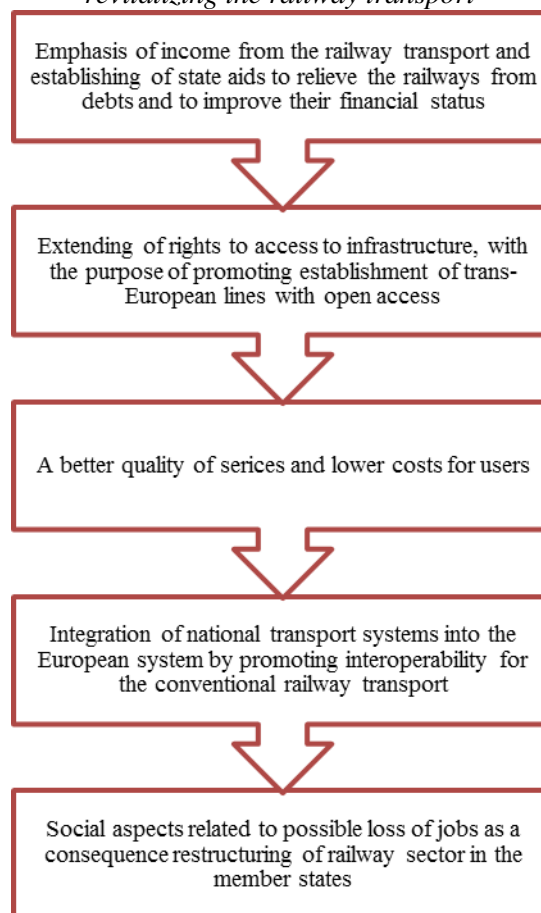 revitalizing the railway transport
Emphasis of income from the railway transport and
establishing of state aids to relieve the railways from
debts and to improve their financial status
Extending of rights to access to infrastructure, with
the purpose of promoting establishment of trans-
European lines with open access
A better quality of serices and lower costs for users
Integration of national transport systems into the
European system by promoting interoperability for
the conventional railway transport
Social aspects related to possible loss of jobs as a
consequence restructuring of railway sector in the
member states